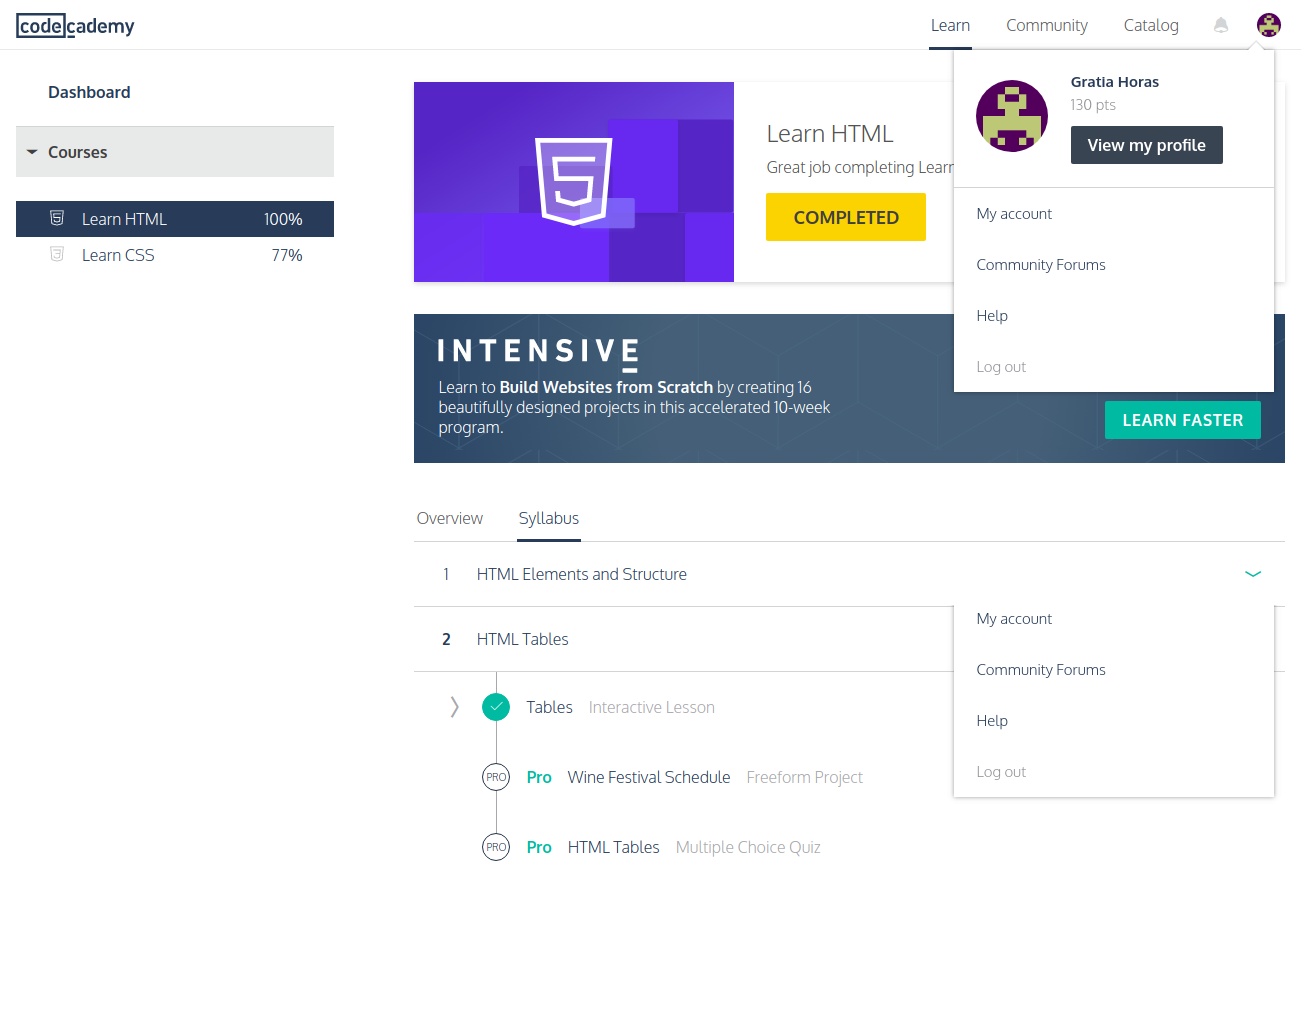 codecademy
Learn
Community
Catalog
Dashboard
Courses
Learn HTML 100%
Learn CSS 77%
Gratia Horas
130 pts
View my profile
My account
Community Forums
Help
Log out
Learn HTML
Great job completing Lear
COMPLETED
INTENSIVE
Learn to Build Websites from Scratch by creating 16
beautifully designed projects in this accelerated 10-week
program.
LEARN FASTER
Overview
Syllabus
1 HTML Elements and Structure
2 HTML Tables
Tables Interactive Lesson
PRO Pro Wine Festival Schedule Freeform Project
PRO Pro HTML Tables Multiple Choice Quiz
My account
Community Forums
Help
Log out